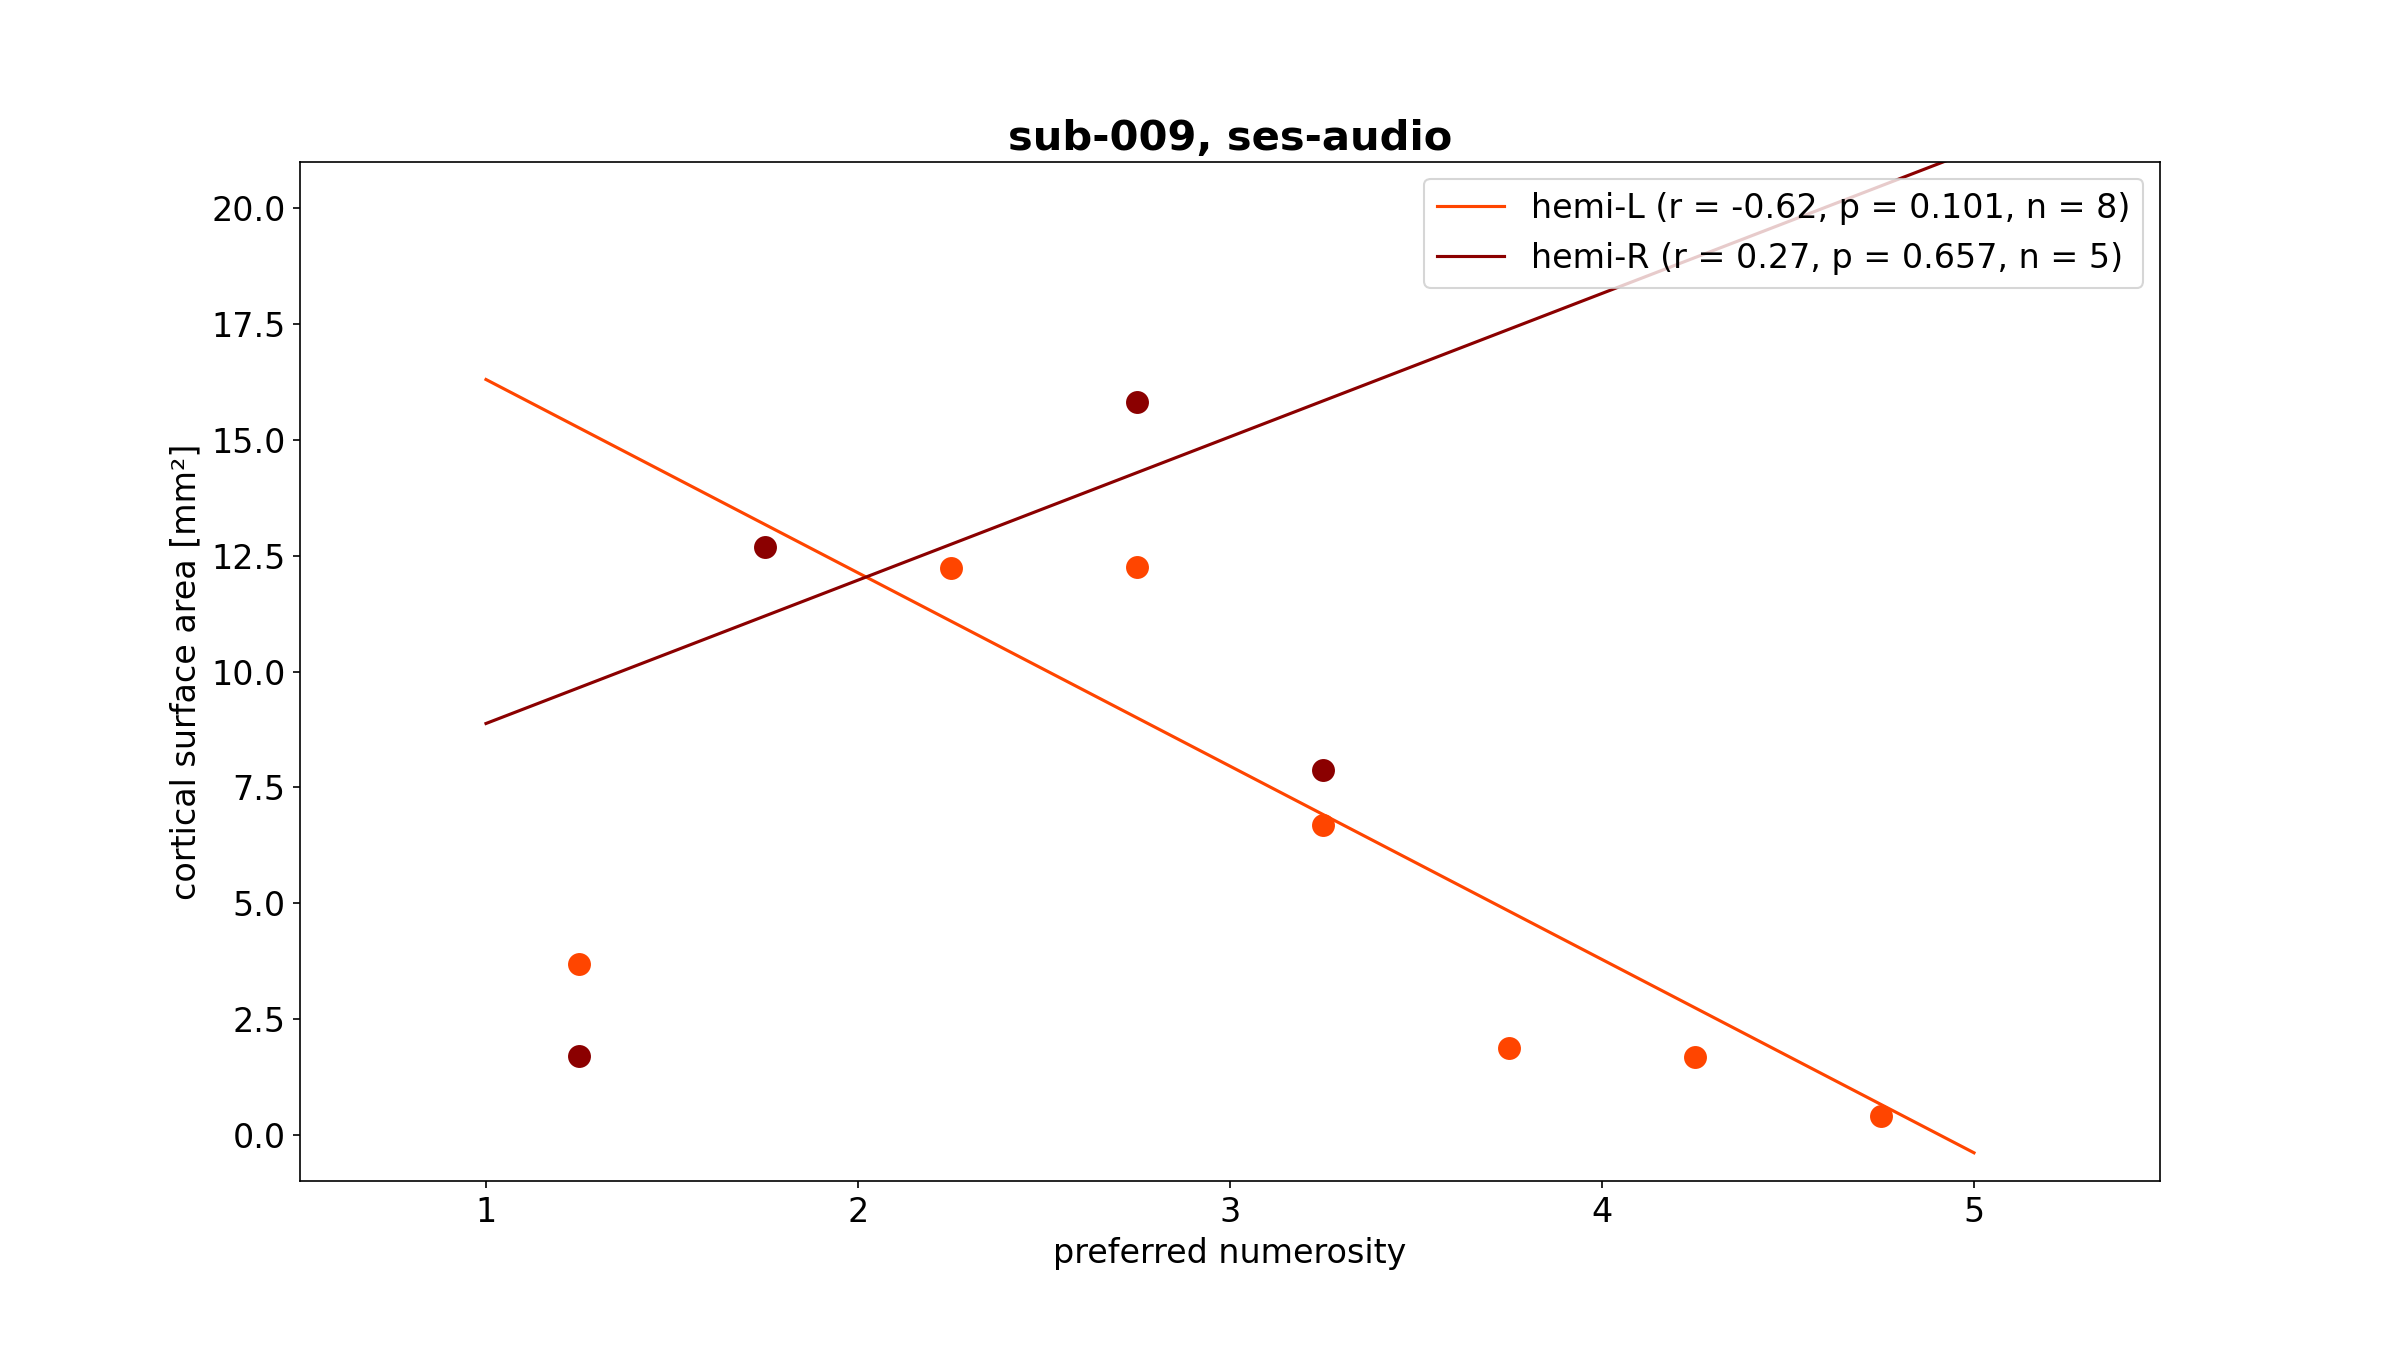 sub-009, ses-audio
hemi-L (r = -0.62, p = 0.101, n = 8)
hemi-R (r = 0.27, p = 0.657, n = 5)
20.0
17.5
15.0
12.5
10.0
7.5
5.0
2.5
0.0
cortical surface area [mm²]
1 2 3 4 5
preferred numerosity